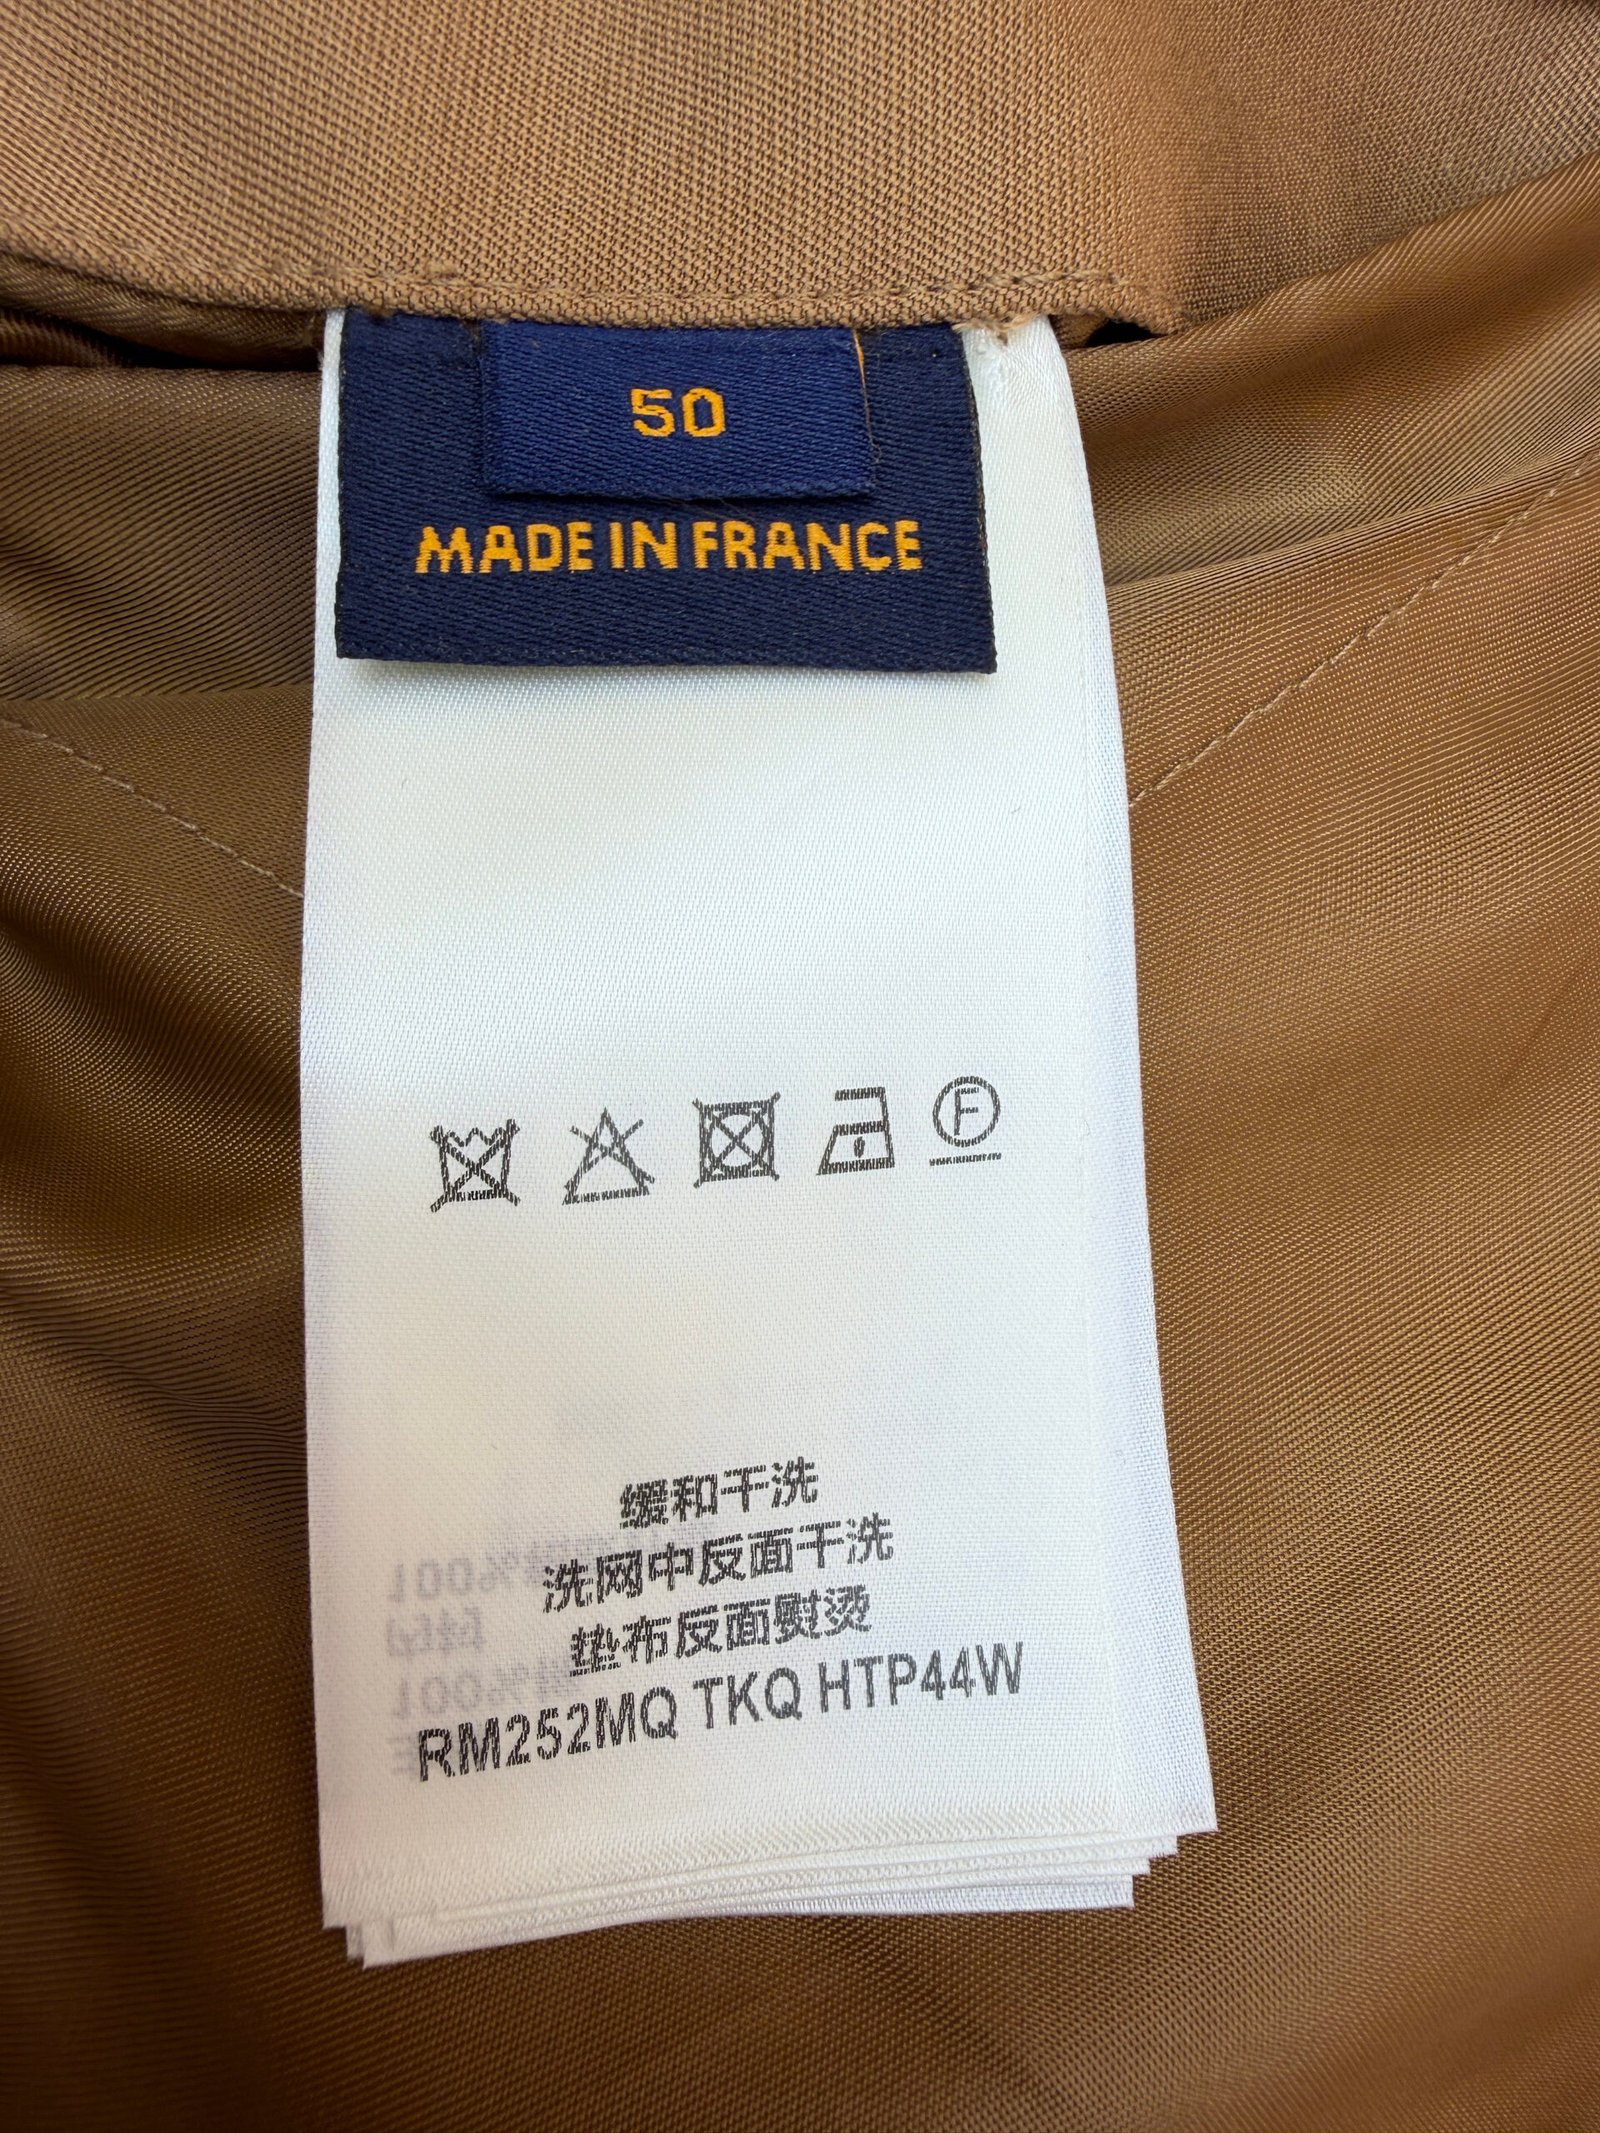 50
MADE IN FRANCE
F
缓和干洗
洗网中反面干洗
垫布反面熨烫
RM252MQ TKQ HTP44W